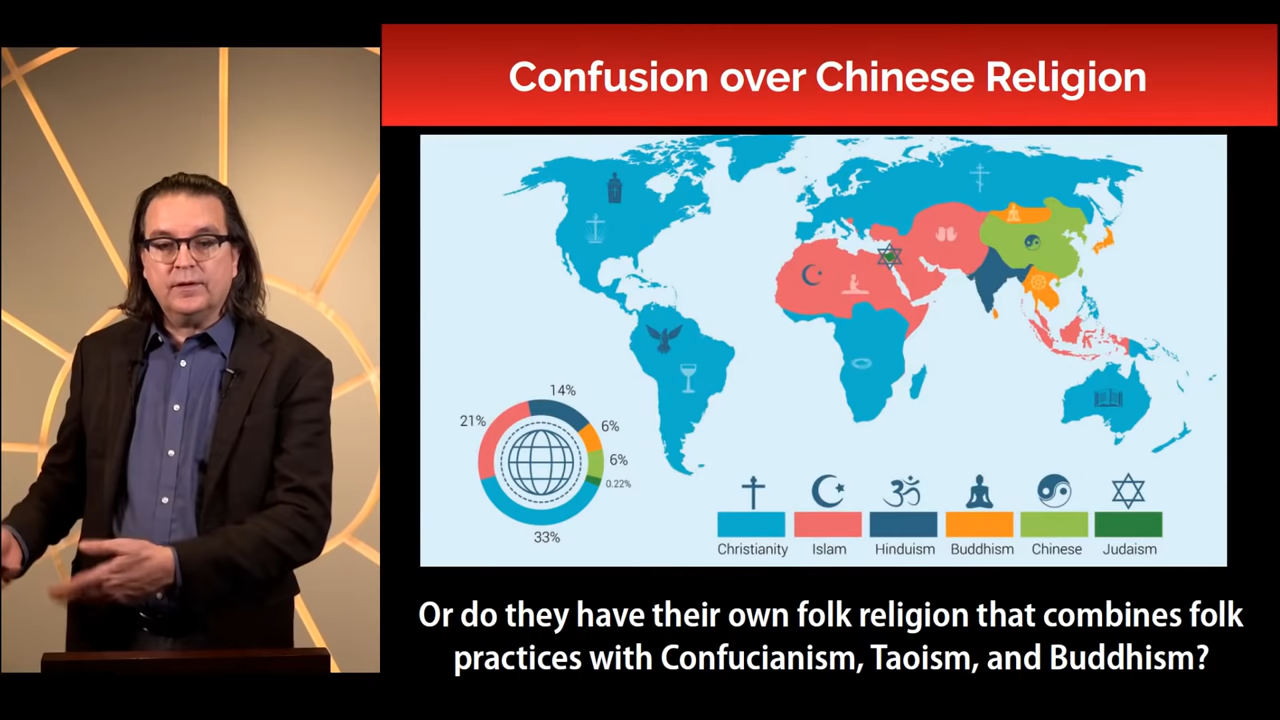 Confusion over Chinese Religion
14%
21%
6%
6%
0.22%
33%
Christianity
Islam
Hinduism
Buddhism
Chinese
Judaism
Or do they have their own folk religion that combines folk
practices with Confucianism, Taoism, and Buddhism?